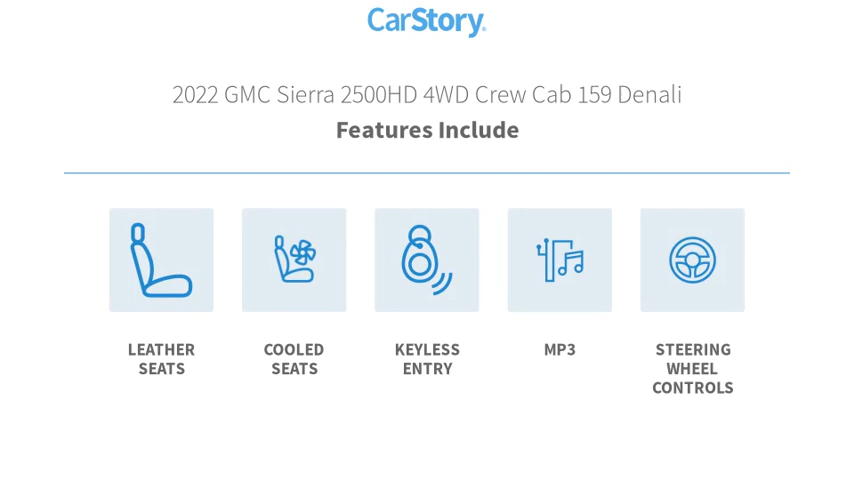 CarStory
2022 GMC Sierra 2500HD 4WD Crew Cab 159 Denali
Features Include
LEATHER
SEATS
COOLED
SEATS
KEYLESS
ENTRY
MP3
STEERING
WHEEL
CONTROLS